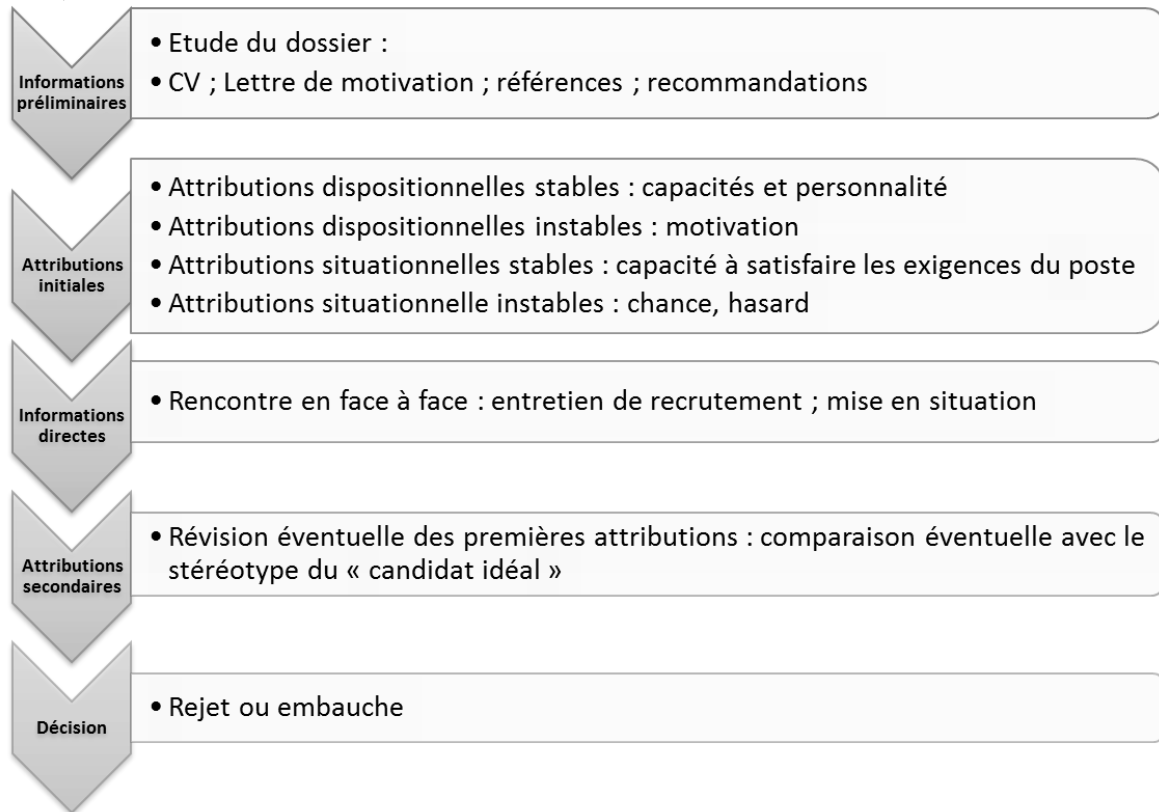 Informations
préliminaires
• Etude du dossier :
• CV ; Lettre de motivation ; références ; recommandations
Attributions
initiales
• Attributions dispositionnelles stables : capacités et personnalité
• Attributions dispositionnelles instables : motivation
• Attributions situationnelles stables : capacité à satisfaire les exigences du poste
• Attributions situationnelle instables : chance, hasard
Informations
directes
• Rencontre en face à face : entretien de recrutement ; mise en situation
Attributions
secondaires
• Révision éventuelle des premières attributions : comparaison éventuelle avec le
stéréotype du « candidat idéal »
Décision
• Rejet ou embauche